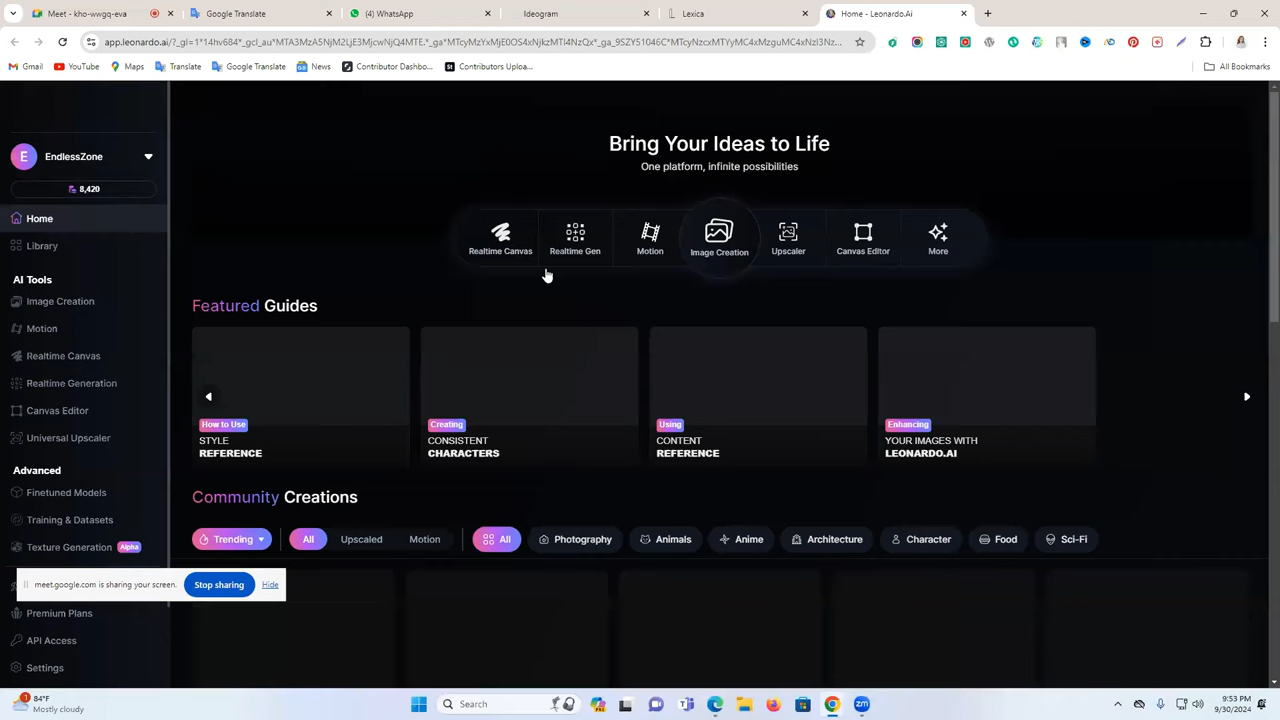 Meet - kho-wwgq-eva
Google Translate
(4) WhatsApp
Ideogram
Lexica
Home - Leonardo.Ai
Gmail
YouTube
Maps
Translate
Google Translate
News
Contributor Dashbo...
Contributors Uploa...
All Bookmarks
E
EndlessZone
8,420
Home
Library
AI Tools
Image Creation
Motion
Realtime Canvas
Realtime Generation
Canvas Editor
Universal Upscaler
Advanced
Finetuned Models
Training & Datasets
Texture Generation Alpha
meet.google.com is sharing your screen. Stop sharing Hide
Premium Plans
API Access
Settings
Bring Your Ideas to Life
One platform, infinite possibilities
Realtime Canvas
Realtime Gen
Motion
Image Creation
Upscaler
Canvas Editor
More
Featured Guides
How to Use
STYLE
REFERENCE
Creating
CONSISTENT
CHARACTERS
Using
CONTENT
REFERENCE
Enhancing
YOUR IMAGES WITH
LEONARDO.AI
Community Creations
Trending
All
Upscaled
Motion
All
Photography
Animals
Anime
Architecture
Character
Food
Sci-Fi
1
84°F
Mostly cloudy
Search
9:53 PM
9/30/2024